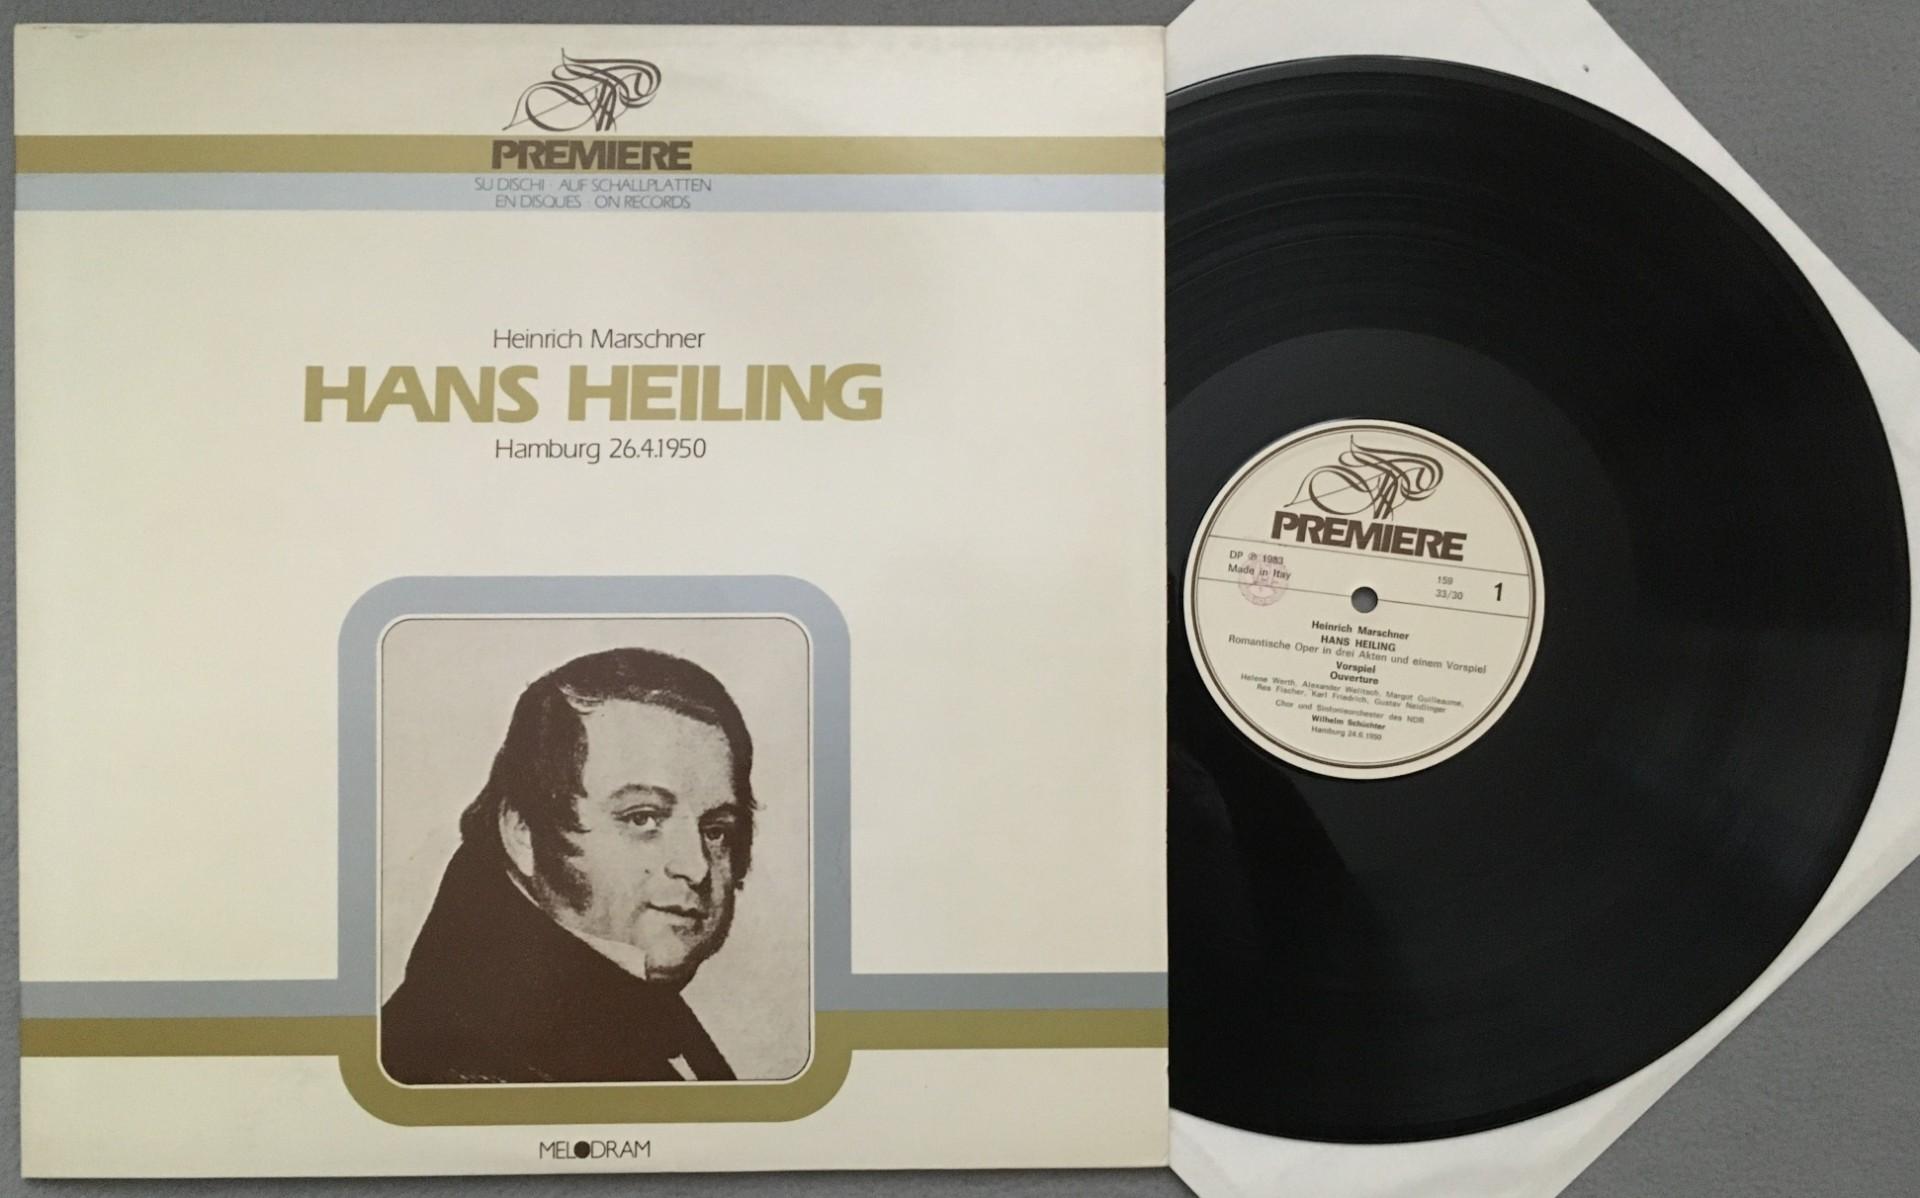 PREMIERE
SU DISCHI · AUF SCHALLPLATTEN
EN DISQUES · ON RECORDS
Heinrich Marschner
HANS HEILING
Hamburg 26.4.1950
MELODRAM
PREMIERE
DP ℗ 1983
Made in Itay
159
33/30
1
Heinrich Marschner
HANS HEILING
Romantische Oper in drei Akten und einem Vorspiel
Vorspiel
Ouverture
Helene Werth, Alexander Welitsch, Margot Guilleaume,
Res Fischer, Karl Friedrich, Gustav Neidlinger
Chor und Sinfonieorchester des NDR
Wilhelm Schüchter
Hamburg 24.6.1950